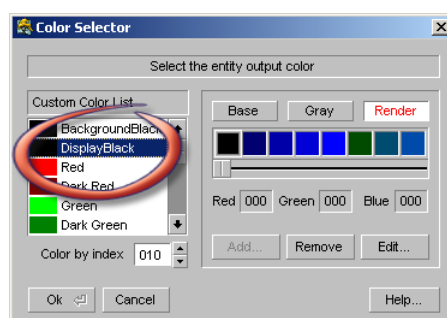 Color Selector
Select the entity output color
Custom Color List
BackgroundBlack
DisplayBlack
Red
Dark Red
Green
Dark Green
Color by index 010
Base Gray Render
Red 000 Green 000 Blue 000
Add... Remove Edit...
Ok Cancel Help...